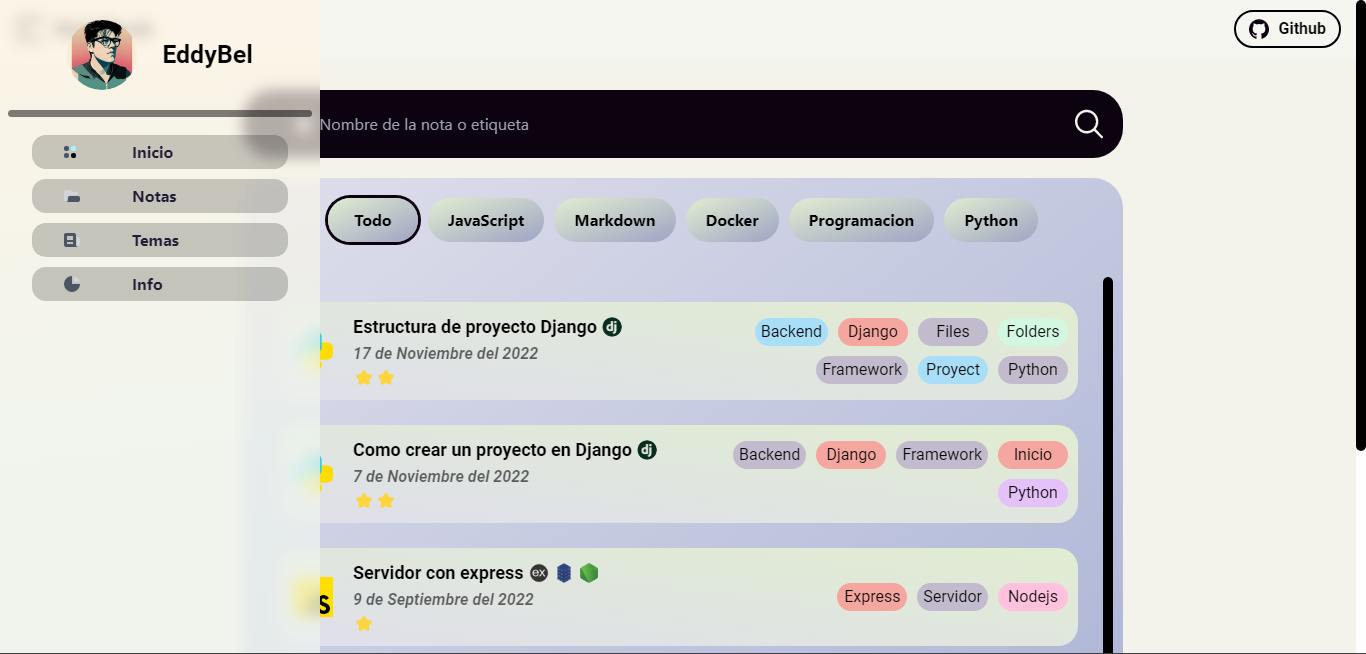 EddyBel
Github
Nombre de la nota o etiqueta
Inicio
Notas
Temas
Info
Todo JavaScript Markdown Docker Programacion Python
Estructura de proyecto Django dj
17 de Noviembre del 2022
Backend Django Files Folders
Framework Proyect Python
Como crear un proyecto en Django dj
7 de Noviembre del 2022
Backend Django Framework Inicio
Python
Servidor con express ex
9 de Septiembre del 2022
Express Servidor Nodejs
S